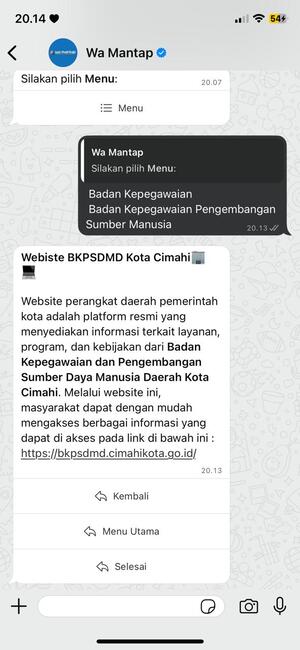 20.14
54
Wa Mantap
Silakan pilih Menu:
20.07
Menu
Wa Mantap
Silakan pilih Menu:
Badan Kepegawaian
Badan Kepegawaian Pengembangan
Sumber Manusia
20.13
Webiste BKPSDMD Kota Cimahi
Website perangkat daerah pemerintah
kota adalah platform resmi yang
menyediakan informasi terkait layanan,
program, dan kebijakan dari Badan
Kepegawaian dan Pengembangan
Sumber Daya Manusia Daerah Kota
Cimahi. Melalui website ini,
masyarakat dapat dengan mudah
mengakses berbagai informasi yang
dapat di akses pada link di bawah ini :
https://bkpsdmd.cimahikota.go.id/
20.13
Kembali
Menu Utama
Selesai